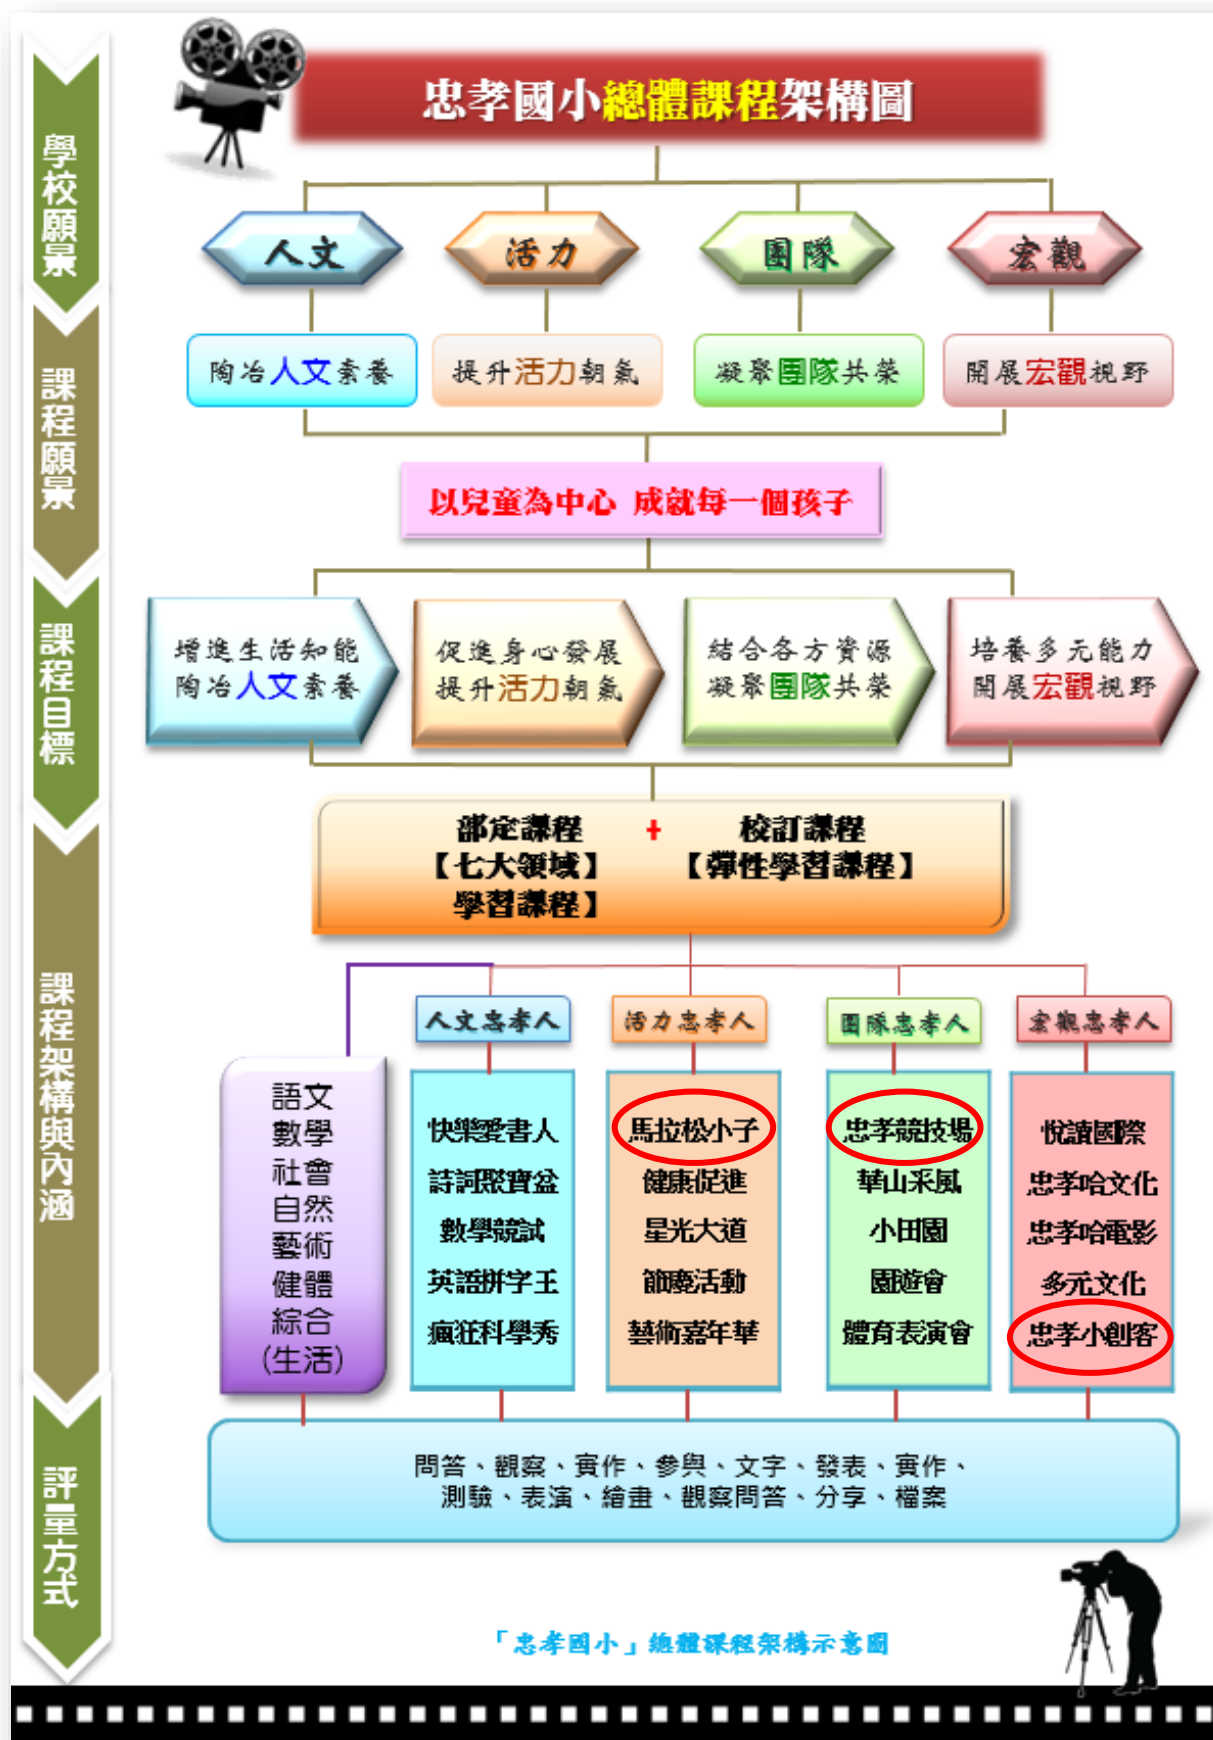 忠孝國小總體課程架構圖
學校願景
人文
活力
團隊
宏觀
課程願景
陶冶人文素養
提升活力朝氣
凝聚團隊共榮
開展宏觀視野
以兒童為中心 成就每一個孩子
課程目標
增進生活知能
陶冶人文素養
促進身心發展
提升活力朝氣
結合各方資源
凝聚團隊共榮
培養多元能力
開展宏觀視野
課程架構與內涵
部定課程 + 校訂課程
【七大領域】 【彈性學習課程】
學習課程】
語文
數學
社會
自然
藝術
健體
綜合
(生活)
人文忠孝人
快樂愛書人
詩詞聚寶盆
數學競試
英語拼字王
瘋狂科學秀
活力忠孝人
馬拉松小子
健康促進
星光大道
節慶活動
藝術嘉年華
團隊忠孝人
忠孝競技場
華山采風
小田園
園遊會
體育表演會
宏觀忠孝人
悅讀國際
忠孝哈文化
忠孝哈電影
多元文化
忠孝小創客
評量方式
問答、觀察、實作、參與、文字、發表、實作、
測驗、表演、繪畫、觀察問答、分享、檔案
「忠孝國小」總體課程架構示意圖